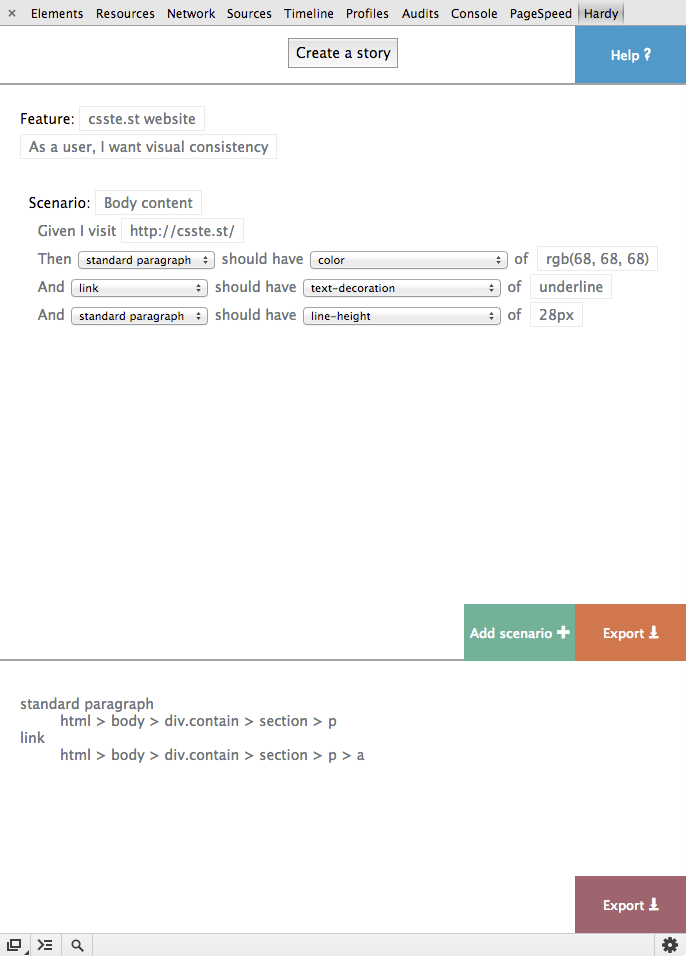 × Elements Resources Network Sources Timeline Profiles Audits Console PageSpeed Hardy
Create a story
Help ?
Feature: csste.st website
As a user, I want visual consistency
Scenario: Body content
Given I visit http://csste.st/
Then standard paragraph should have color of rgb(68, 68, 68)
And link should have text-decoration of underline
And standard paragraph should have line-height of 28px
Add scenario +
Export
standard paragraph
html > body > div.contain > section > p
link
html > body > div.contain > section > p > a
Export